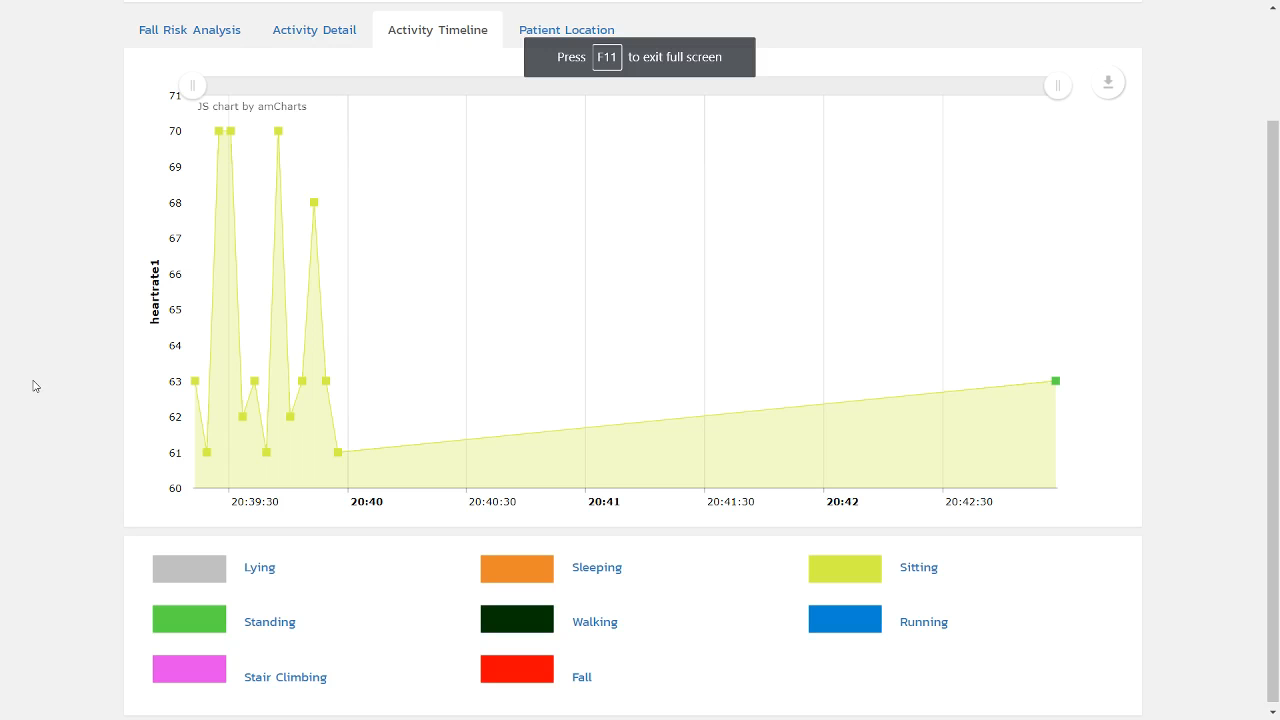 Fall Risk Analysis Activity Detail Activity Timeline Patient Location
Press F11 to exit full screen
71
JS chart by amCharts
70
69
68
67
66
65
64
63
62
61
60
heartrate1
20:39:30 20:40 20:40:30 20:41 20:41:30 20:42 20:42:30
Lying Sleeping Sitting
Standing Walking Running
Stair Climbing Fall